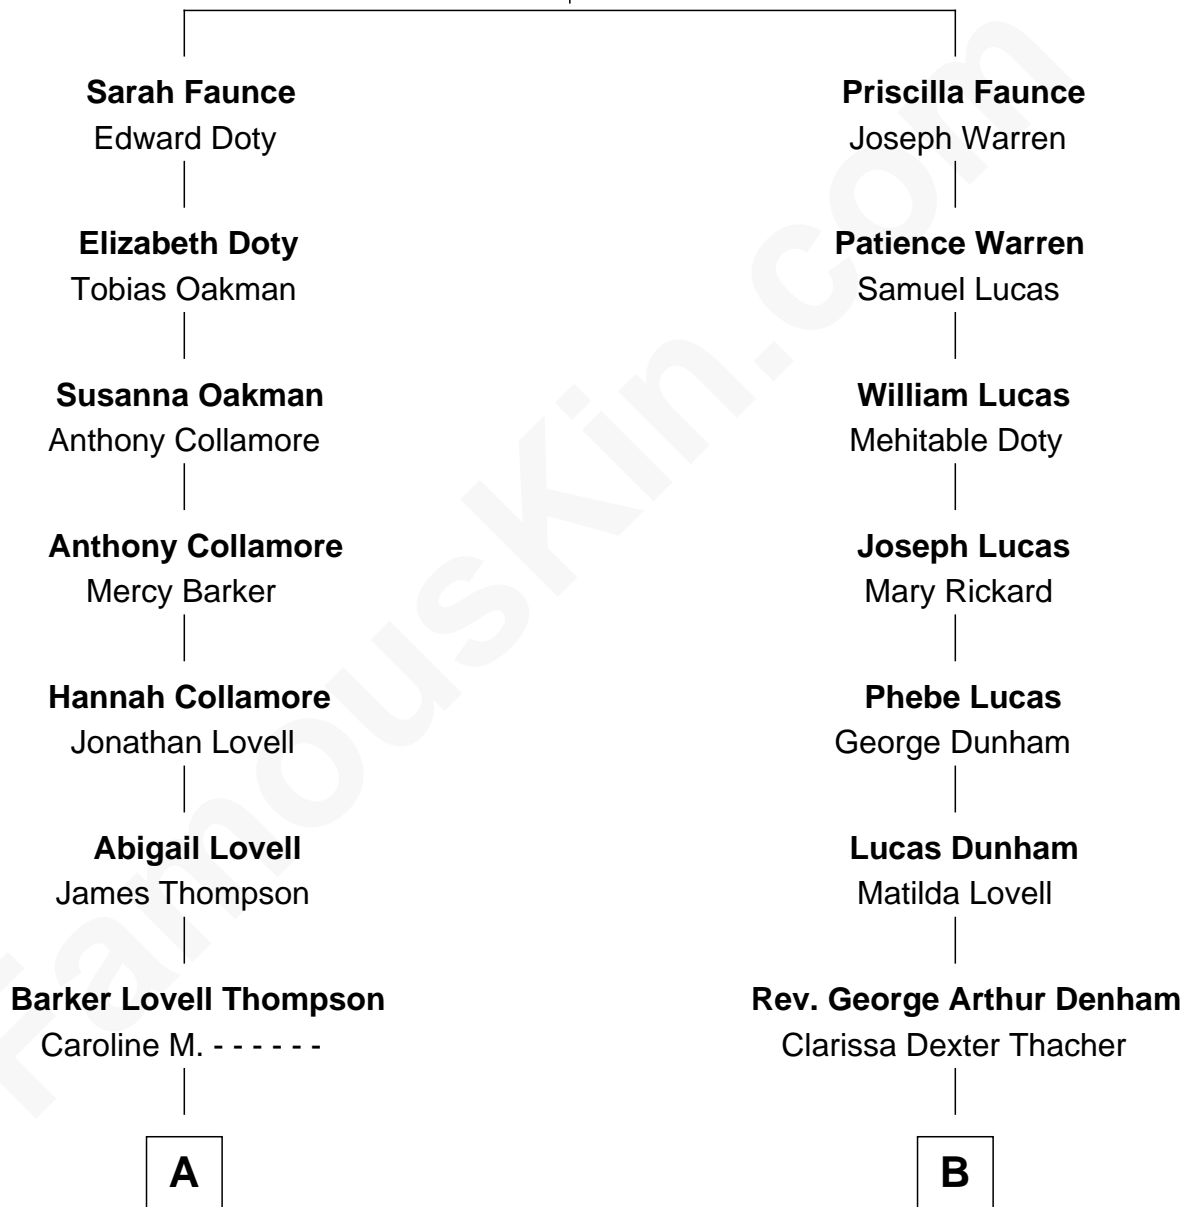 Sarah Faunce
Edward Doty
Elizabeth Doty
Tobias Oakman
Susanna Oakman
Anthony Collamore
Anthony Collamore
Mercy Barker
Hannah Collamore
Jonathan Lovell
Abigail Lovell
James Thompson
Barker Lovell Thompson
Caroline M. - - - - - -
A
Priscilla Faunce
Joseph Warren
Patience Warren
Samuel Lucas
William Lucas
Mehitable Doty
Joseph Lucas
Mary Rickard
Phebe Lucas
George Dunham
Lucas Dunham
Matilda Lovell
Rev. George Arthur Denham
Clarissa Dexter Thacher
B
FamousKin.com